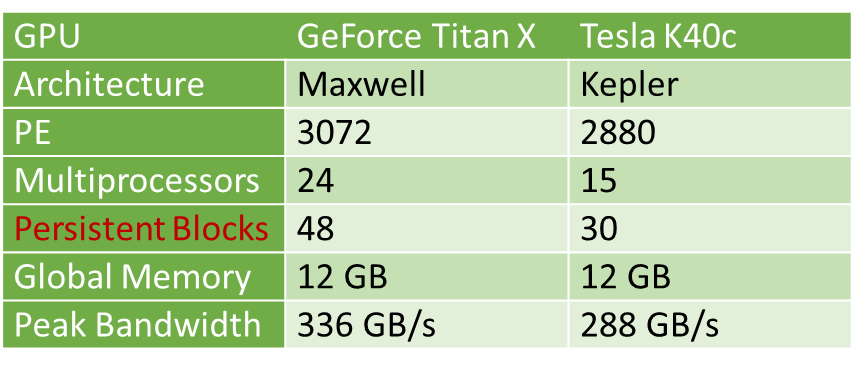 GPU GeForce Titan X Tesla K40c
Architecture Maxwell Kepler
PE 3072 2880
Multiprocessors 24 15
Persistent Blocks 48 30
Global Memory 12 GB 12 GB
Peak Bandwidth 336 GB/s 288 GB/s